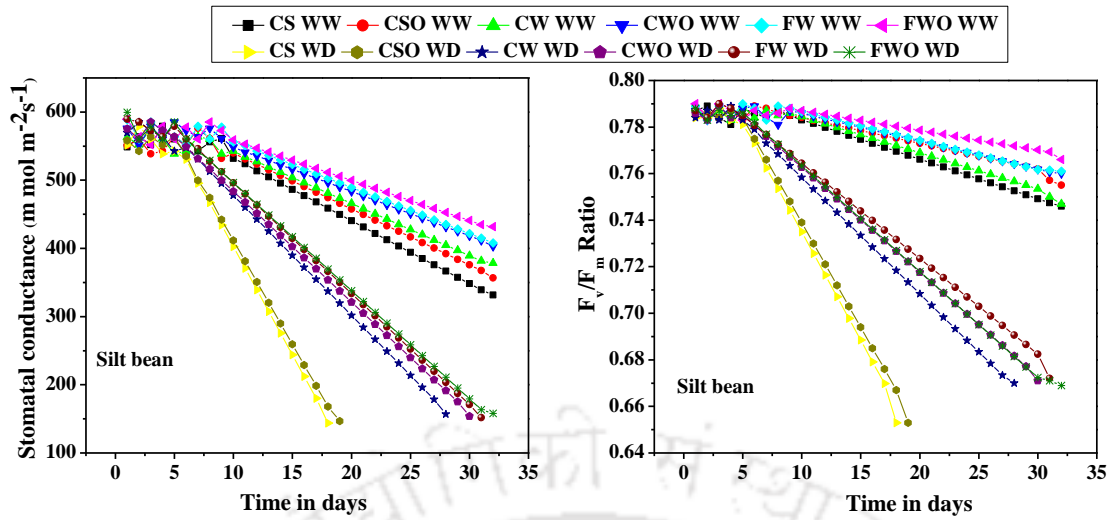 CS WW CSO WW CW WW CWO WW FW WW FWO WW
CS WD CSO WD CW WD CWO WD FW WD FWO WD
Stomatal conductance (m mol m⁻²s⁻¹)
600
500
400
300
200
100
Silt bean
0 5 10 15 20 25 30 35
Time in days
Fv/Fm Ratio
0.80
0.78
0.76
0.74
0.72
0.70
0.68
0.66
0.64
Silt bean
0 5 10 15 20 25 30 35
Time in days